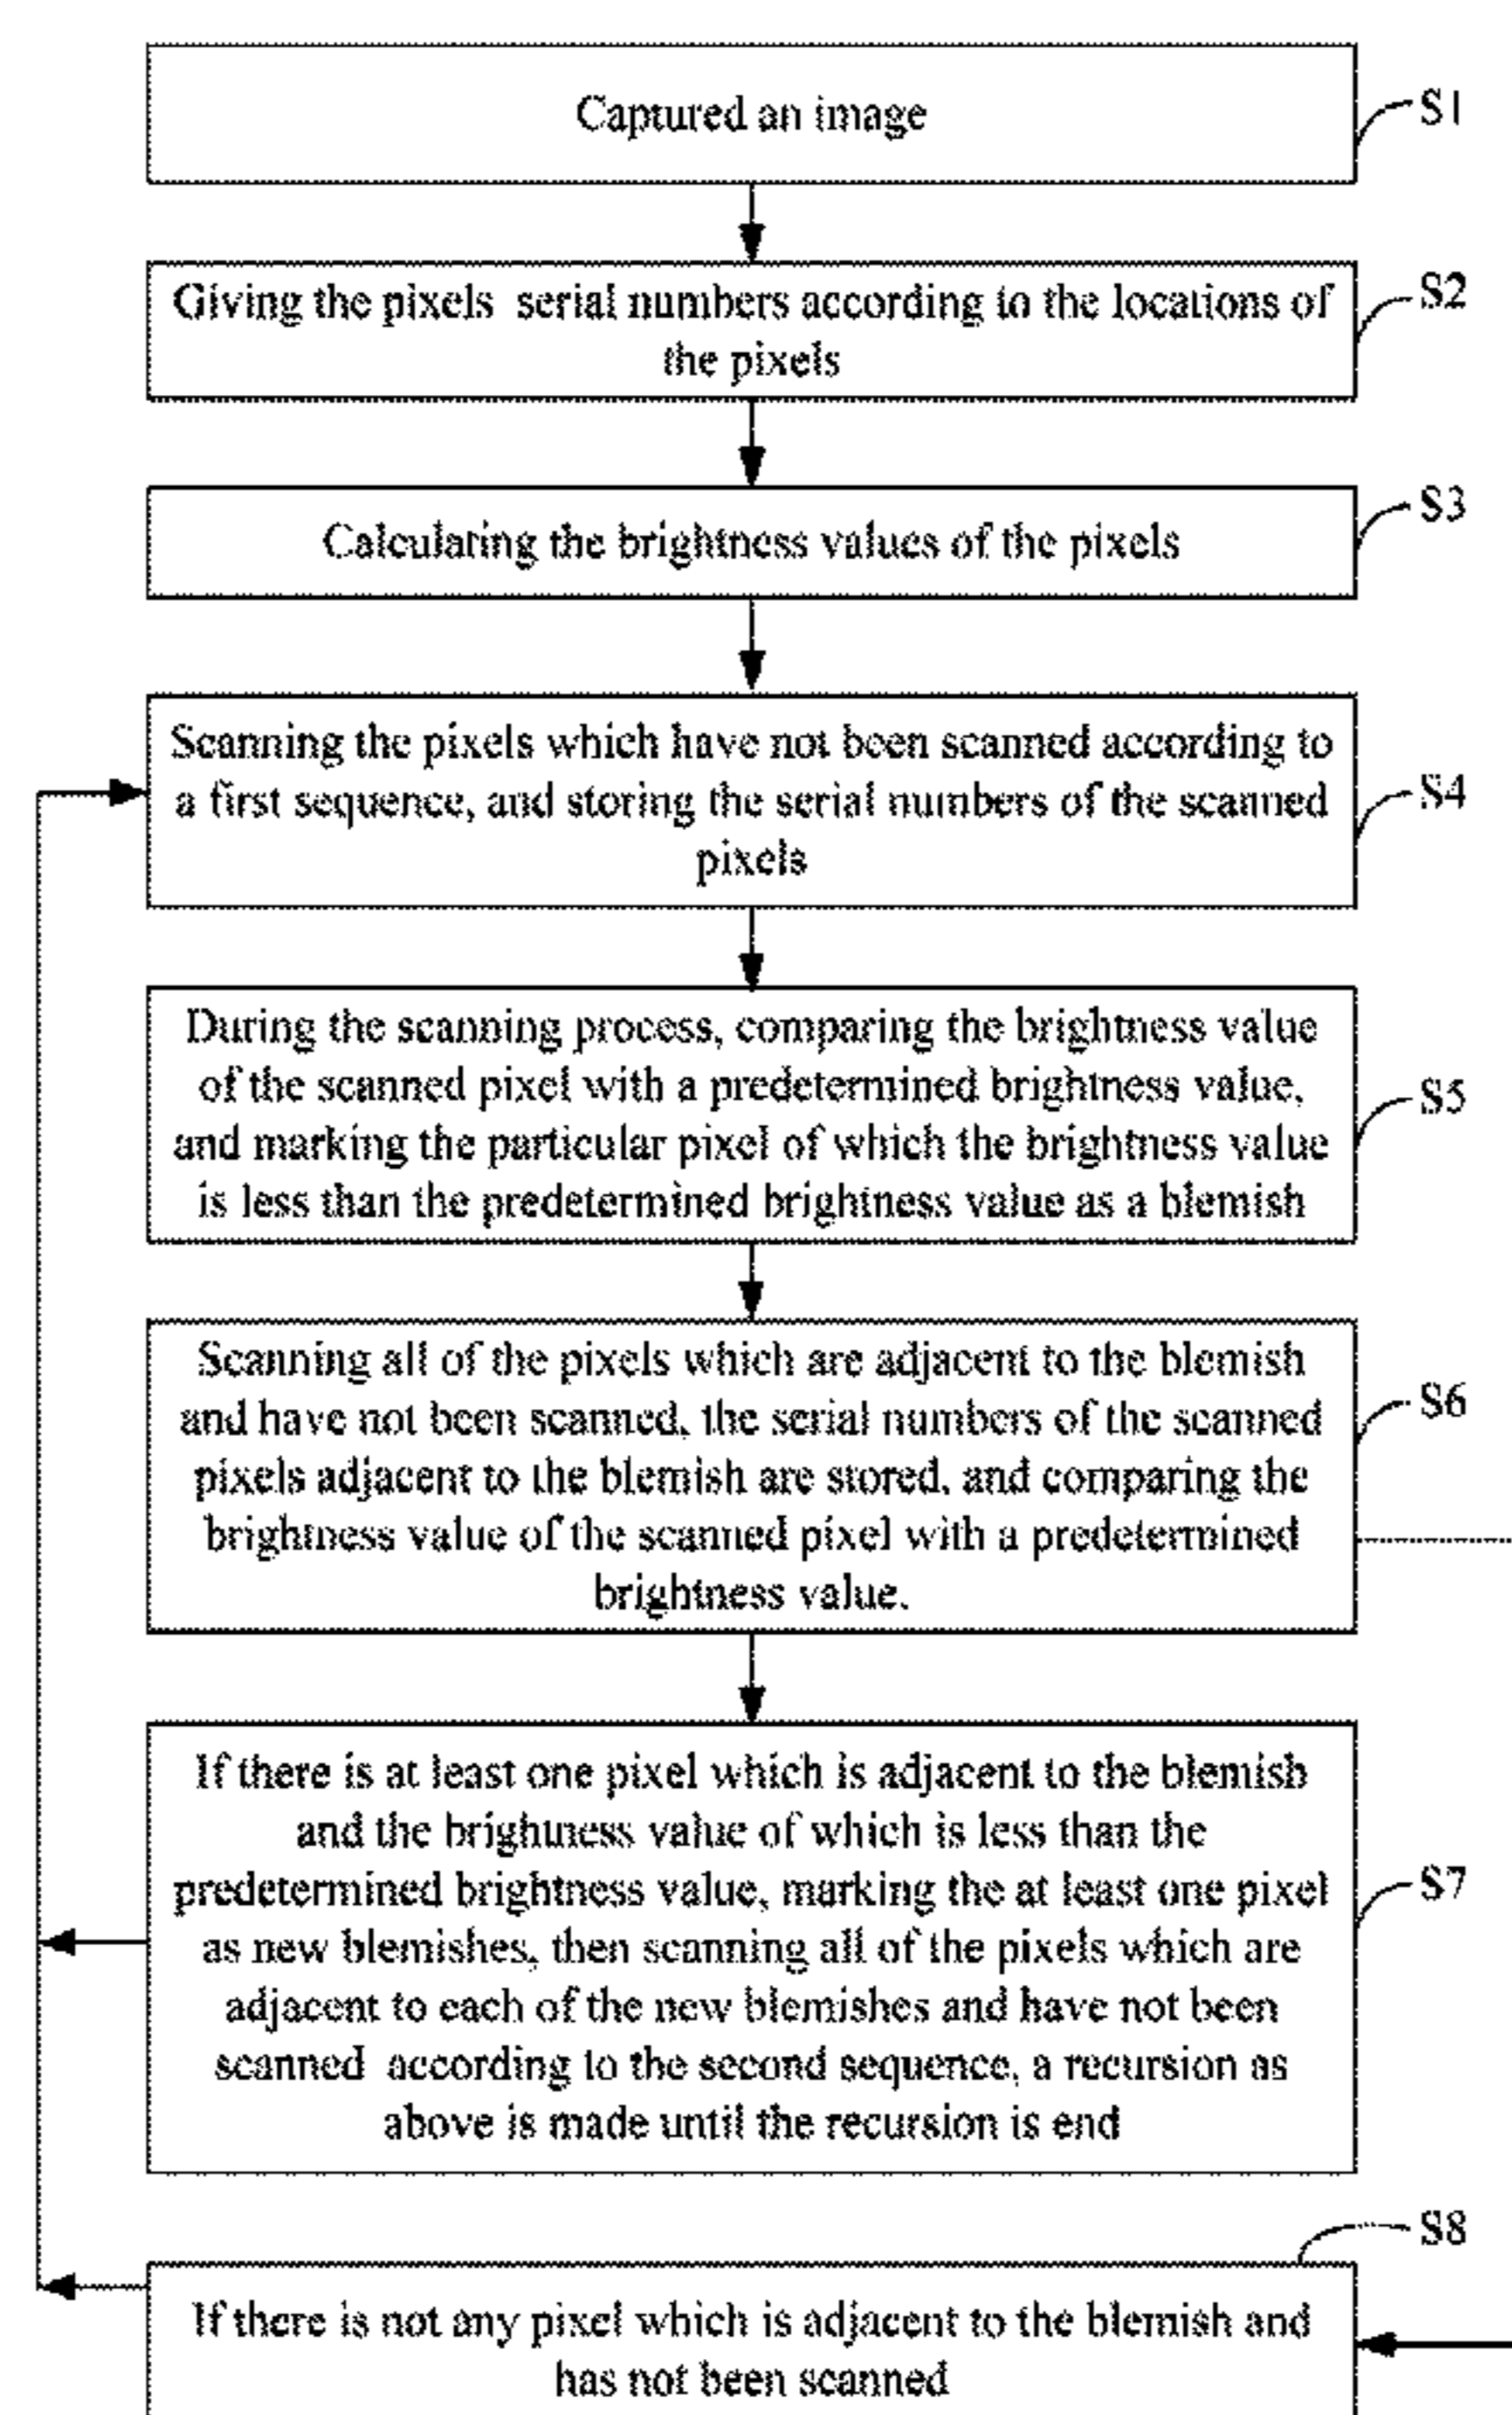 Captured an image
S1
Giving the pixels serial numbers according to the locations of
the pixels
S2
Calculating the brightness values of the pixels
S3
Scanning the pixels which have not been scanned according to
a first sequence, and storing the serial numbers of the scanned
pixels
S4
During the scanning process, comparing the brightness value
of the scanned pixel with a predetermined brightness value,
and marking the particular pixel of which the brightness value
is less than the predetermined brightness value as a blemish
S5
Scanning all of the pixels which are adjacent to the blemish
and have not been scanned, the serial numbers of the scanned
pixels adjacent to the blemish are stored, and comparing the
brightness value of the scanned pixel with a predetermined
brightness value.
S6
If there is at least one pixel which is adjacent to the blemish
and the brightness value of which is less than the
predetermined brightness value, marking the at least one pixel
as new blemishes, then scanning all of the pixels which are
adjacent to each of the new blemishes and have not been
scanned according to the second sequence, a recursion as
above is made until the recursion is end
S7
S8
If there is not any pixel which is adjacent to the blemish and
has not been scanned